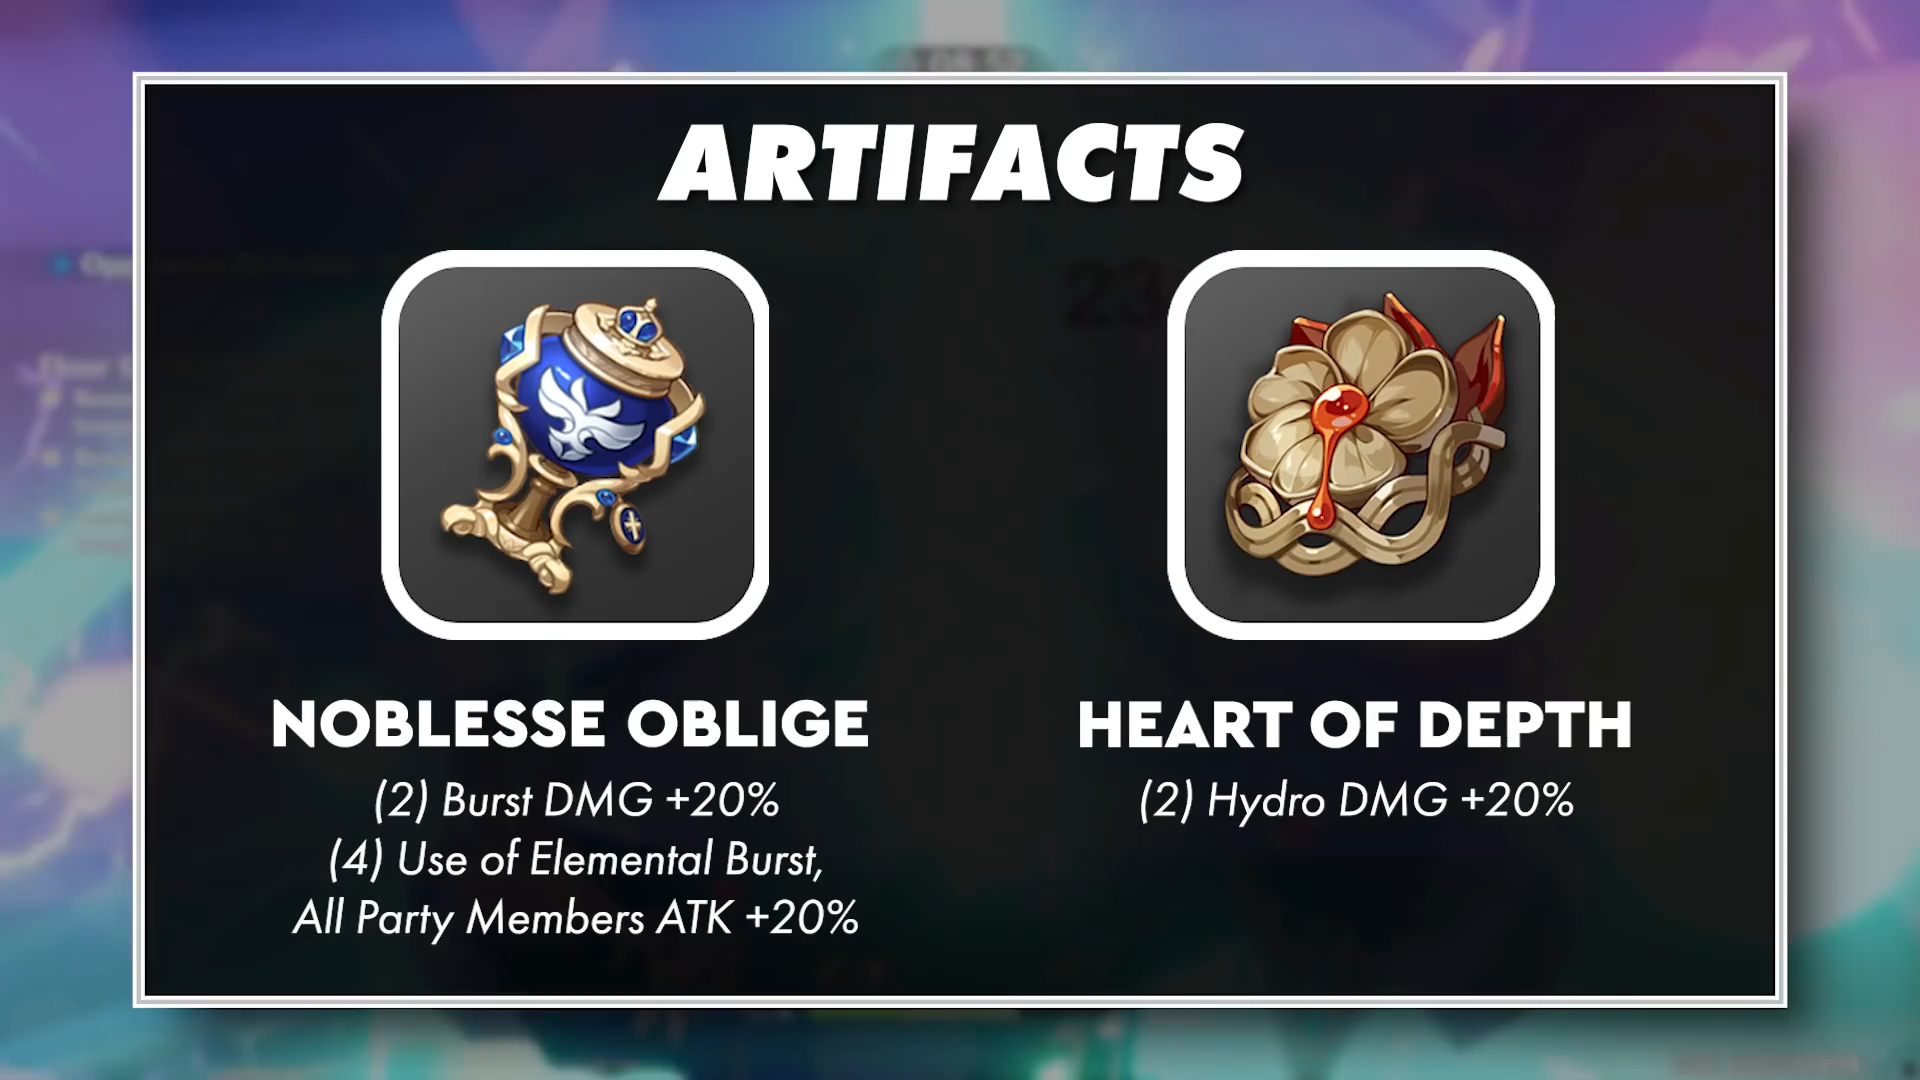 ARTIFACTS
NOBLESSE OBLIGE
(2) Burst DMG +20%
(4) Use of Elemental Burst,
All Party Members ATK +20%
HEART OF DEPTH
(2) Hydro DMG +20%